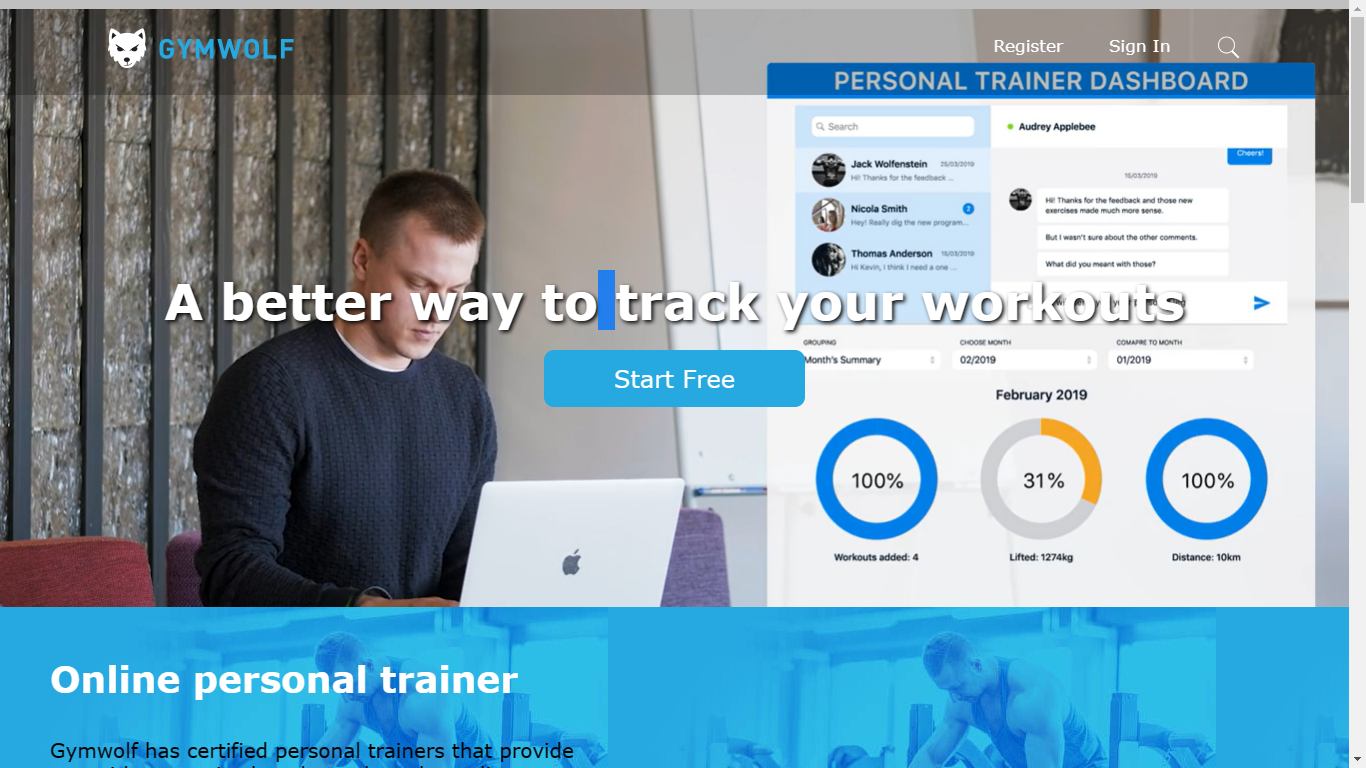 GYMWOLF
Register
Sign In
PERSONAL TRAINER DASHBOARD
Search
Jack Wolfenstein 25/03/2019
Hi! Thanks for the feedback ...
Nicola Smith 2
Hey! Really dig the new program...
Thomas Anderson 16/03/2019
Hi Kevin, I think I need a one ...
Audrey Applebee
Cheers!
15/03/2019
Hi! Thanks for the feedback and those new
exercises made much more sense.
But I wasn't sure about the other comments.
What did you meant with those?
A better way to track your workouts
Start Free
GROUPING
Month's Summary
CHOOSE MONTH
02/2019
COMAPRE TO MONTH
01/2019
February 2019
100%
Workouts added: 4
31%
Lifted: 1274kg
100%
Distance: 10km
Online personal trainer
Gymwolf has certified personal trainers that provide